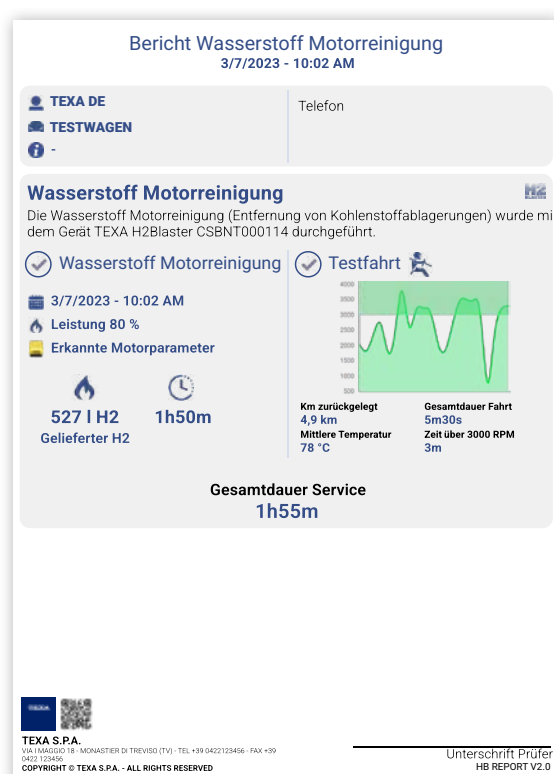 Bericht Wasserstoff Motorreinigung
3/7/2023 - 10:02 AM
TEXA DE
TESTWAGEN
-
Telefon
Wasserstoff Motorreinigung
H2
Die Wasserstoff Motorreinigung (Entfernung von Kohlenstoffablagerungen) wurde mi
dem Gerät TEXA H2Blaster CSBNT000114 durchgeführt.
Wasserstoff Motorreinigung
3/7/2023 - 10:02 AM
Leistung 80 %
Erkannte Motorparameter
527 l H2
1h50m
Gelieferter H2
Testfahrt
4000
3500
3000
2500
2000
1500
1000
500
Km zurückgelegt
4,9 km
Gesamtdauer Fahrt
5m30s
Mittlere Temperatur
78 °C
Zeit über 3000 RPM
3m
Gesamtdauer Service
1h55m
TEXA
TEXA S.P.A.
VIA I MAGGIO 18 - MONASTIER DI TREVISO (TV) - TEL +39 0422123456 - FAX +39
0422 123456
COPYRIGHT © TEXA S.P.A. - ALL RIGHTS RESERVED
Unterschrift Prüfer
HB REPORT V2.0